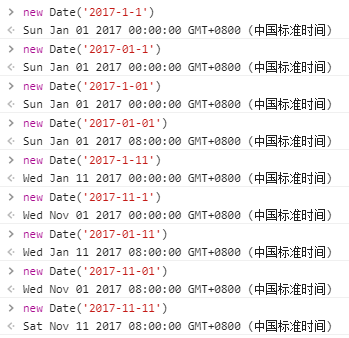 > new Date('2017-1-1')
<· Sun Jan 01 2017 00:00:00 GMT+0800 (中国标准时间)
> new Date('2017-01-1')
<· Sun Jan 01 2017 00:00:00 GMT+0800 (中国标准时间)
> new Date('2017-1-01')
<· Sun Jan 01 2017 00:00:00 GMT+0800 (中国标准时间)
> new Date('2017-01-01')
<· Sun Jan 01 2017 08:00:00 GMT+0800 (中国标准时间)
> new Date('2017-1-11')
<· Wed Jan 11 2017 00:00:00 GMT+0800 (中国标准时间)
> new Date('2017-11-1')
<· Wed Nov 01 2017 00:00:00 GMT+0800 (中国标准时间)
> new Date('2017-01-11')
<· Wed Jan 11 2017 08:00:00 GMT+0800 (中国标准时间)
> new Date('2017-11-01')
<· Wed Nov 01 2017 08:00:00 GMT+0800 (中国标准时间)
> new Date('2017-11-11')
<· Sat Nov 11 2017 08:00:00 GMT+0800 (中国标准时间)